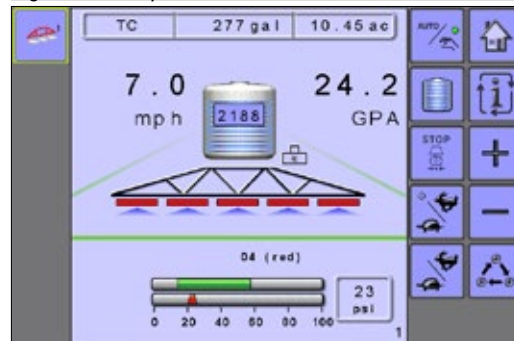 TC 277 gal 10.45 ac
AUTO
7.0 24.2
mph GPA
2188
STOP
04 (red)
23
psi
0 20 40 60 80 100
1